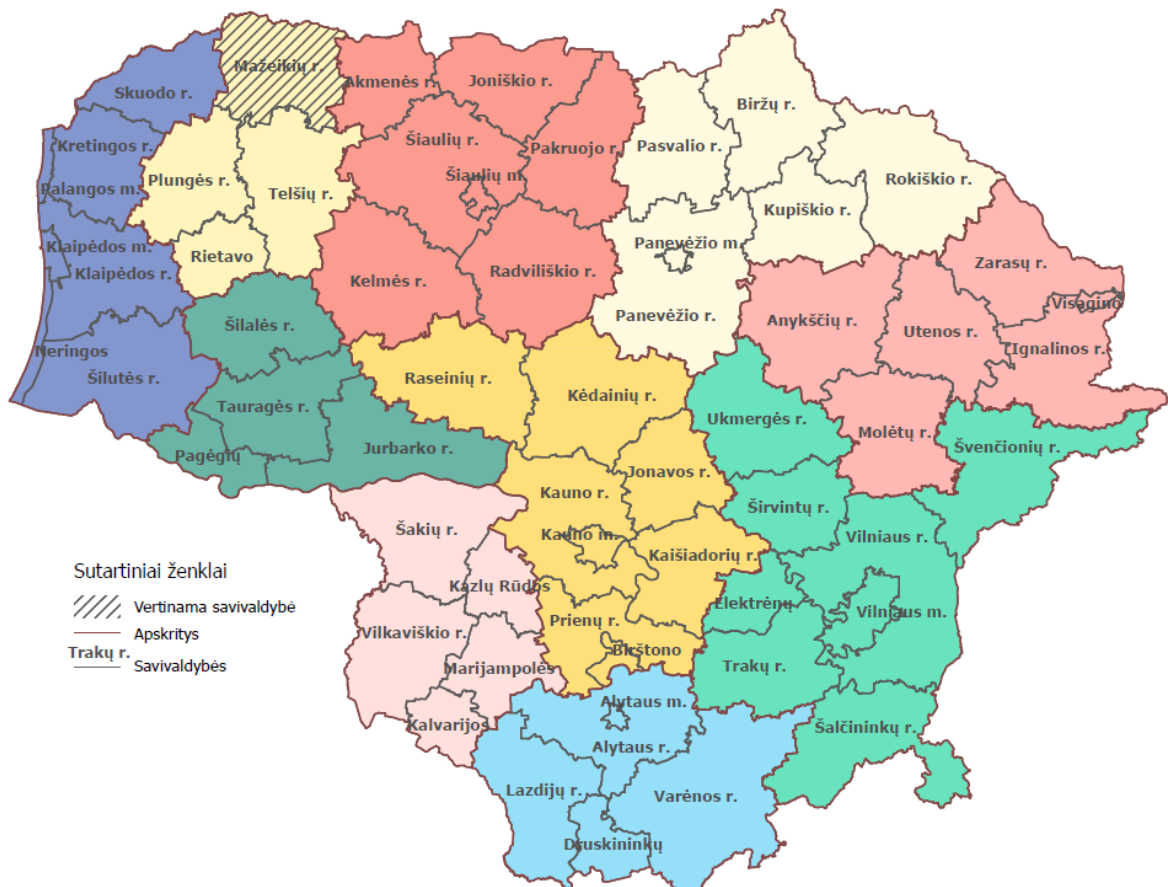 Mažeikių r.
Skuodo r.
Akmenės r.
Joniškio r.
Biržų r.
Kretingos r.
Šiaulių r.
Pakruojo r.
Pasvalio r.
Plungės r.
Telšių r.
Šiaulių m.
Rokiškio r.
Palangos m.
Kupiškio r.
Klaipėdos m.
Rietavo
Panevėžio m.
Klaipėdos r.
Kelmės r.
Radviliškio r.
Zarasų r.
Visagino
Šilalės r.
Panevėžio r.
Anykščių r.
Utenos r.
Ignalinos r.
Neringos
Šilutės r.
Raseinių r.
Kėdainių r.
Tauragės r.
Ukmergės r.
Molėtų r.
Švenčionių r.
Pagėgių
Jurbarko r.
Jonavos r.
Kauno r.
Širvintų r.
Šakių r.
Kauno m.
Kaišiadorių r.
Vilniaus r.
Kazlų Rūdos
Elektrėnų
Vilniaus m.
Vilkaviškio r.
Prienų r.
Birštono
Marijampolės
Trakų r.
Kalvarijos
Alytaus m.
Šalčininkų r.
Alytaus r.
Lazdijų r.
Varėnos r.
Druskininkų
Sutartiniai ženklai
Vertinama savivaldybė
Apskritys
Trakų r.
Savivaldybės